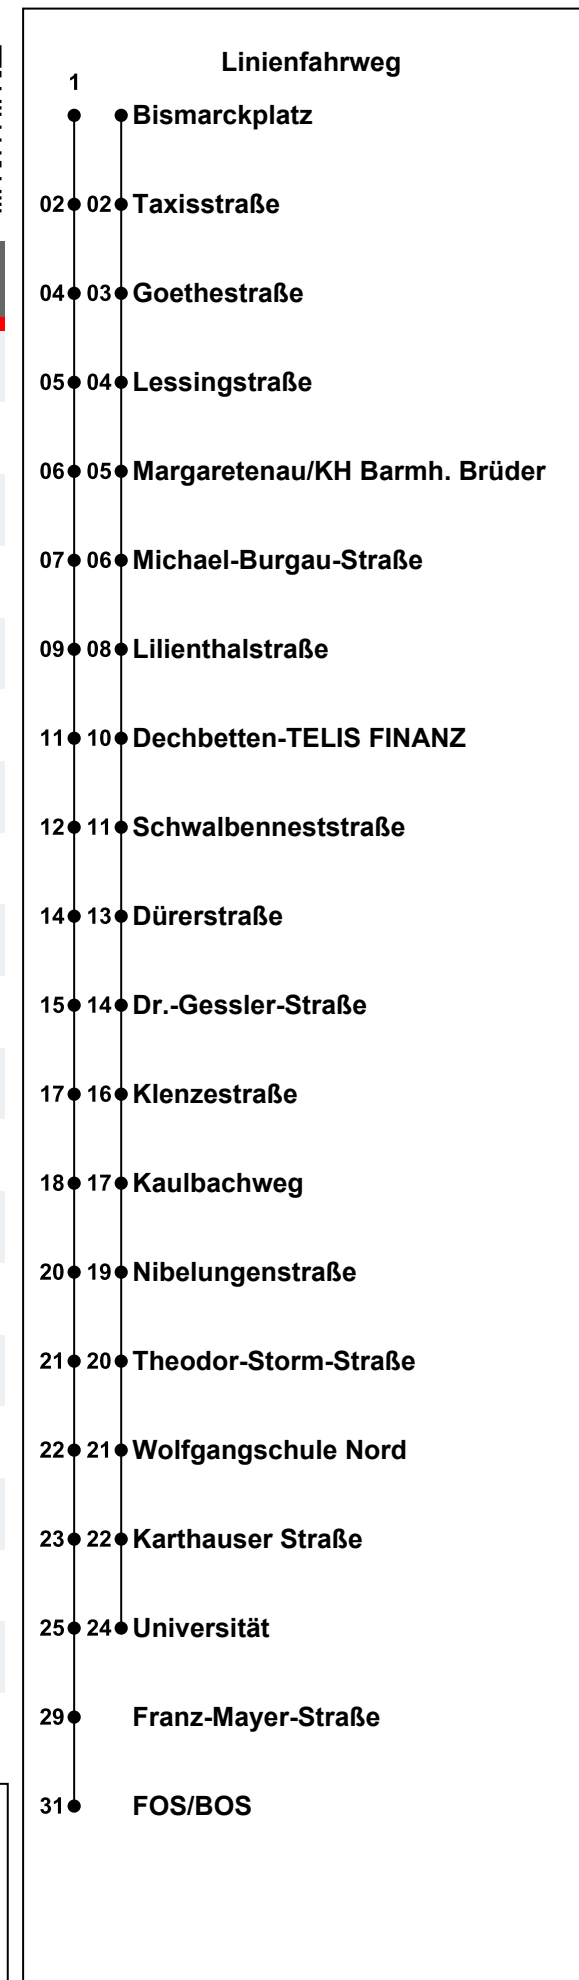 Linienfahrweg
1
Bismarckplatz
02 02 Taxisstraße
04 03 Goethestraße
05 04 Lessingstraße
06 05 Margaretenau/KH Barmh. Brüder
07 06 Michael-Burgau-Straße
09 08 Lilienthalstraße
11 10 Dechbetten-TELIS FINANZ
12 11 Schwalbenneststraße
14 13 Dürerstraße
15 14 Dr.-Gessler-Straße
17 16 Klenzestraße
18 17 Kaulbachweg
20 19 Nibelungenstraße
21 20 Theodor-Storm-Straße
22 21 Wolfgangschule Nord
23 22 Karthauser Straße
25 24 Universität
29 Franz-Mayer-Straße
31 FOS/BOS